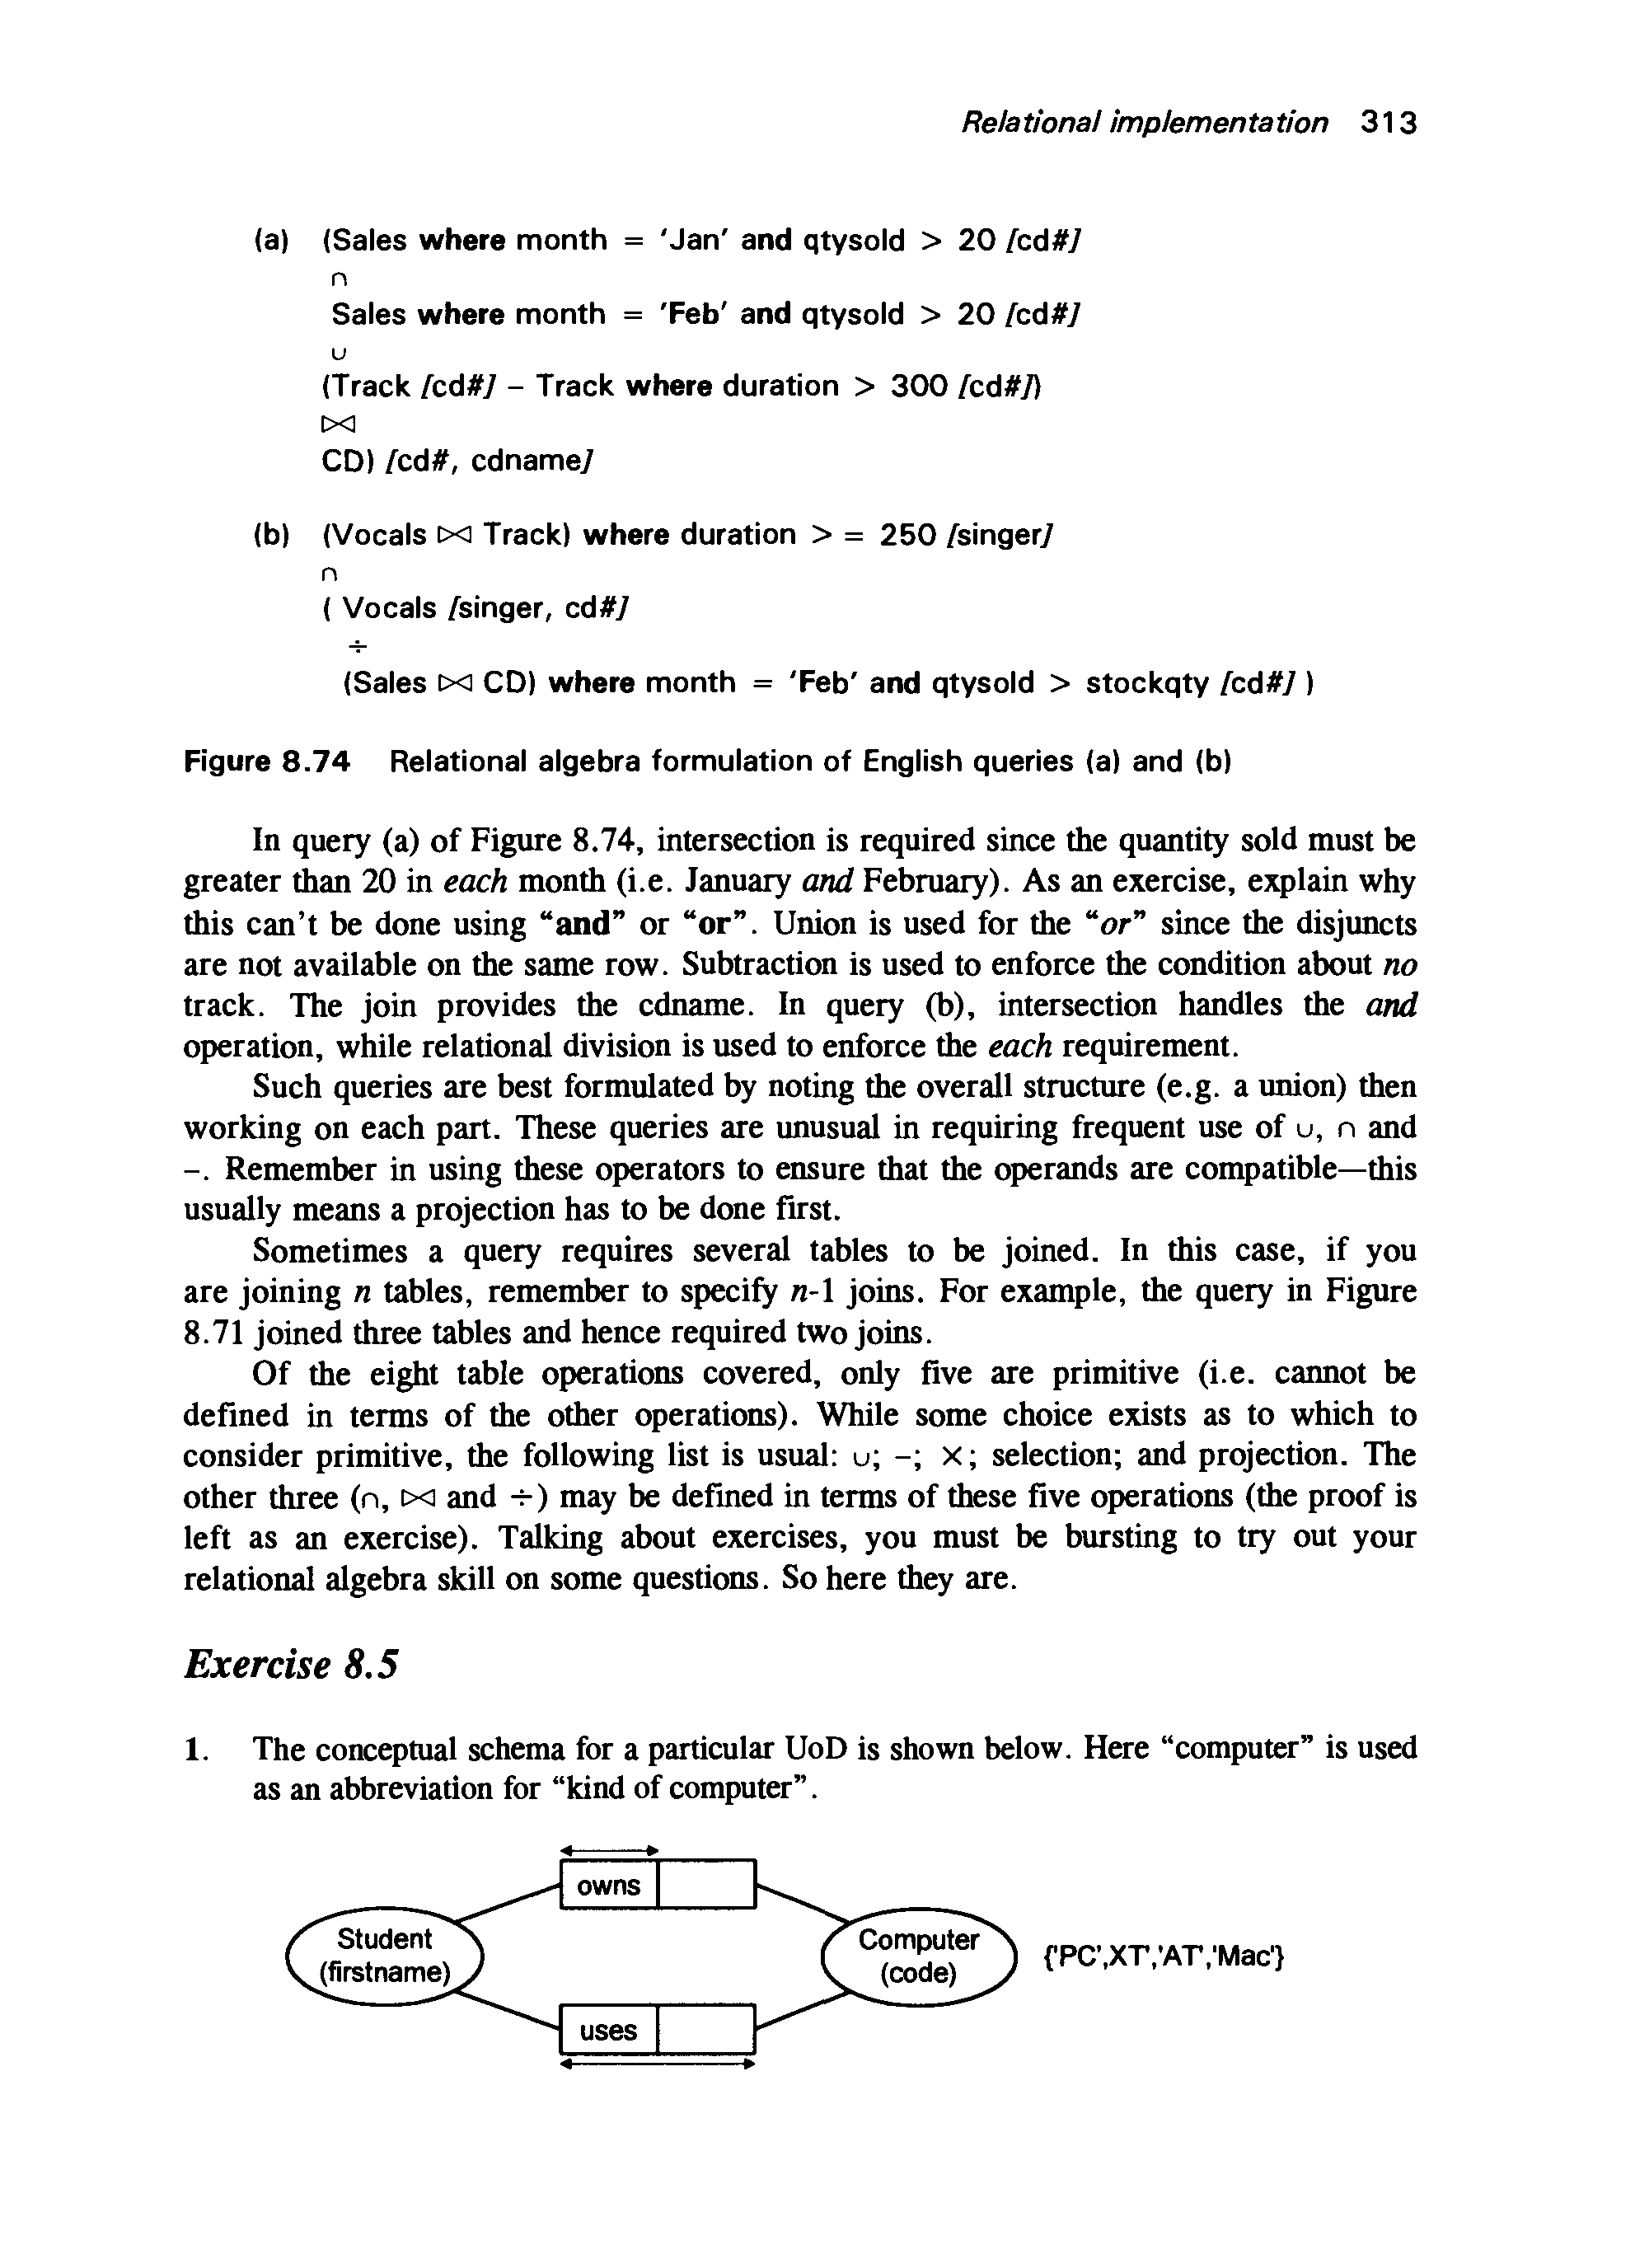 Relational implementation 313
(a) (Sales where month = 'Jan' and qtysold > 20 [cd#]
∩
Sales where month = 'Feb' and qtysold > 20 [cd#]
∪
(Track [cd#] - Track where duration > 300 [cd#])
⋈
CD) [cd#, cdname]
(b) (Vocals ⋈ Track) where duration > = 250 [singer]
∩
( Vocals [singer, cd#]
÷
(Sales ⋈ CD) where month = 'Feb' and qtysold > stockqty [cd#] )
Figure 8.74 Relational algebra formulation of English queries (a) and (b)
In query (a) of Figure 8.74, intersection is required since the quantity sold must be
greater than 20 in each month (i.e. January and February). As an exercise, explain why
this can't be done using “and” or “or”. Union is used for the “or” since the disjuncts
are not available on the same row. Subtraction is used to enforce the condition about no
track. The join provides the cdname. In query (b), intersection handles the and
operation, while relational division is used to enforce the each requirement.
Such queries are best formulated by noting the overall structure (e.g. a union) then
working on each part. These queries are unusual in requiring frequent use of ∪, ∩ and
-. Remember in using these operators to ensure that the operands are compatible—this
usually means a projection has to be done first.
Sometimes a query requires several tables to be joined. In this case, if you
are joining n tables, remember to specify n-1 joins. For example, the query in Figure
8.71 joined three tables and hence required two joins.
Of the eight table operations covered, only five are primitive (i.e. cannot be
defined in terms of the other operations). While some choice exists as to which to
consider primitive, the following list is usual: ∪; -; ×; selection; and projection. The
other three (∩, ⋈ and ÷) may be defined in terms of these five operations (the proof is
left as an exercise). Talking about exercises, you must be bursting to try out your
relational algebra skill on some questions. So here they are.
Exercise 8.5
1. The conceptual schema for a particular UoD is shown below. Here “computer” is used
as an abbreviation for “kind of computer”.
owns
Student
(firstname)
Computer
(code)
{'PC',XT','AT','Mac'}
uses